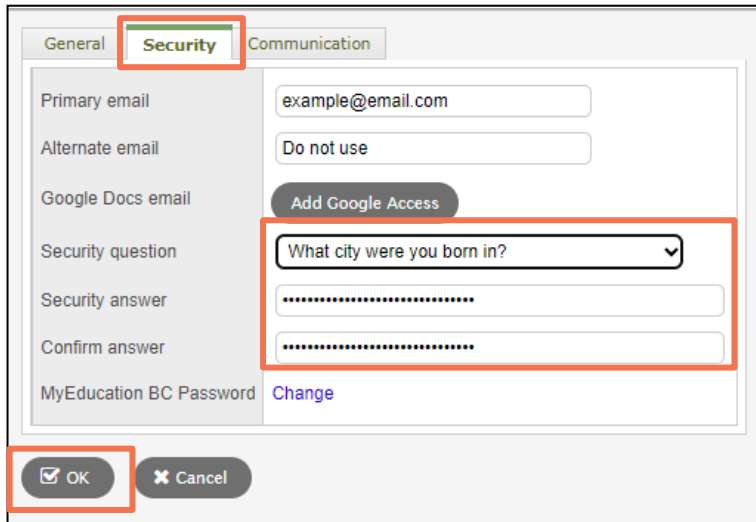 General Security Communication
Primary email example@email.com
Alternate email Do not use
Google Docs email Add Google Access
Security question What city were you born in?
Security answer •••••••••••••••••••••••••••••••
Confirm answer •••••••••••••••••••••••••••••••
MyEducation BC Password Change
OK Cancel